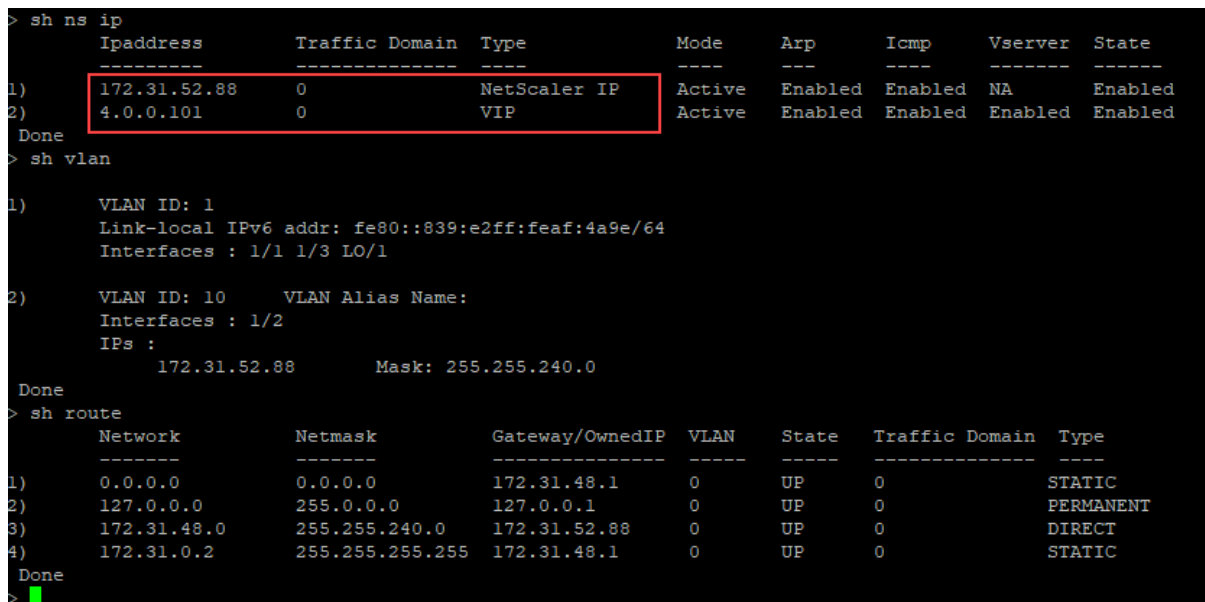 > sh ns ip
Ipaddress Traffic Domain Type Mode Arp Icmp Vserver State
--------- -------------- ---- ---- --- ---- ------- ------
1) 172.31.52.88 0 NetScaler IP Active Enabled Enabled NA Enabled
2) 4.0.0.101 0 VIP Active Enabled Enabled Enabled Enabled
Done
> sh vlan
1) VLAN ID: 1
Link-local IPv6 addr: fe80::839:e2ff:feaf:4a9e/64
Interfaces : 1/1 1/3 LO/1
2) VLAN ID: 10 VLAN Alias Name:
Interfaces : 1/2
IPs :
172.31.52.88 Mask: 255.255.240.0
Done
> sh route
Network Netmask Gateway/OwnedIP VLAN State Traffic Domain Type
------- ------- --------------- ----- ----- -------------- ----
1) 0.0.0.0 0.0.0.0 172.31.48.1 0 UP 0 STATIC
2) 127.0.0.0 255.0.0.0 127.0.0.1 0 UP 0 PERMANENT
3) 172.31.48.0 255.255.240.0 172.31.52.88 0 UP 0 DIRECT
4) 172.31.0.2 255.255.255.255 172.31.48.1 0 UP 0 STATIC
Done
>